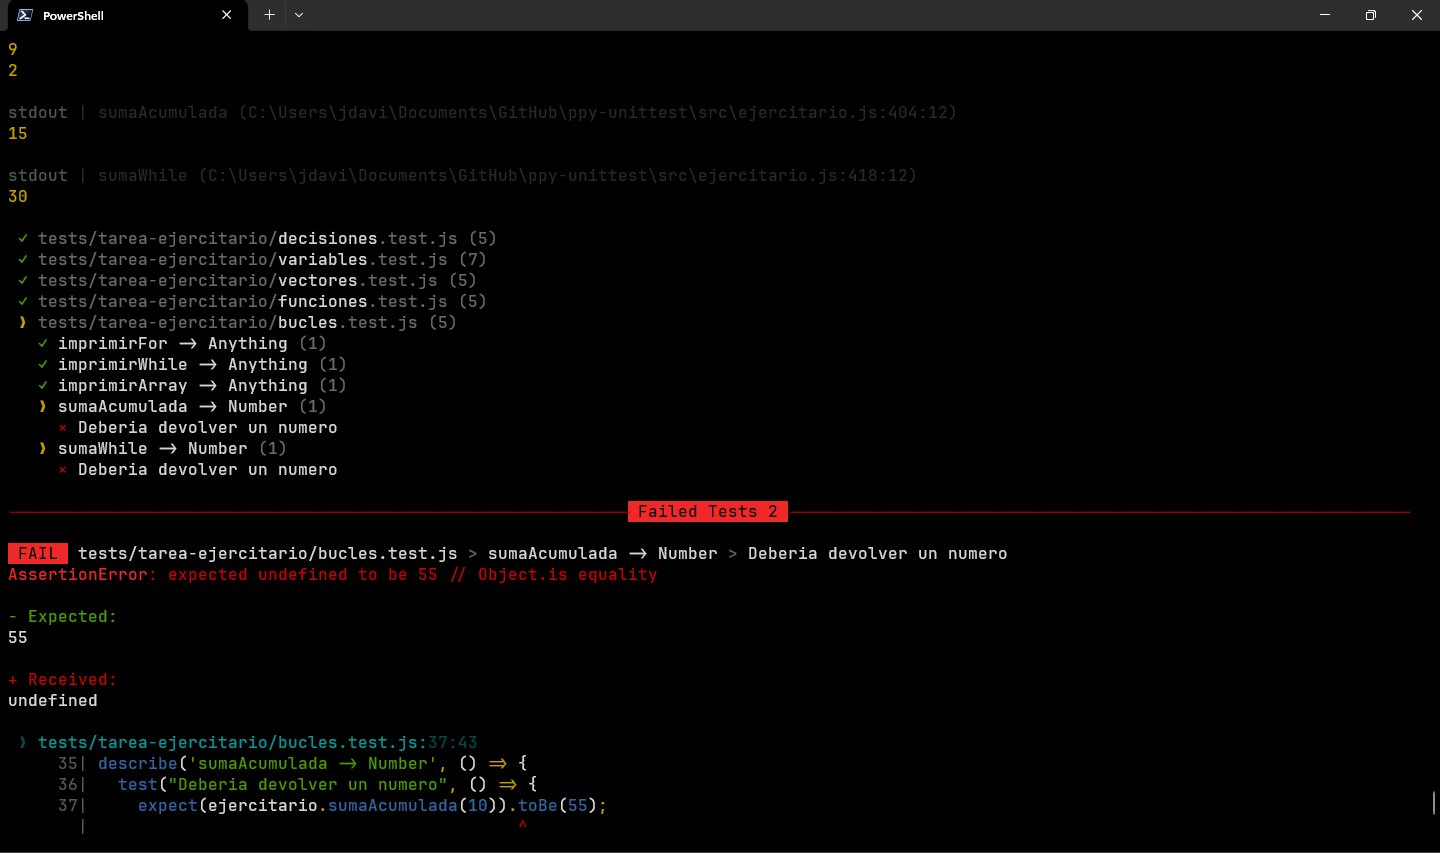 PowerShell
9
2
stdout | sumaAcumulada (C:\Users\jdavi\Documents\GitHub\ppy-unittest\src\ejercitario.js:404:12)
15
stdout | sumaWhile (C:\Users\jdavi\Documents\GitHub\ppy-unittest\src\ejercitario.js:418:12)
30
✓ tests/tarea-ejercitario/decisiones.test.js (5)
✓ tests/tarea-ejercitario/variables.test.js (7)
✓ tests/tarea-ejercitario/vectores.test.js (5)
✓ tests/tarea-ejercitario/funciones.test.js (5)
❯ tests/tarea-ejercitario/bucles.test.js (5)
✓ imprimirFor -> Anything (1)
✓ imprimirWhile -> Anything (1)
✓ imprimirArray -> Anything (1)
❯ sumaAcumulada -> Number (1)
× Deberia devolver un numero
❯ sumaWhile -> Number (1)
× Deberia devolver un numero
Failed Tests 2
FAIL tests/tarea-ejercitario/bucles.test.js > sumaAcumulada -> Number > Deberia devolver un numero
AssertionError: expected undefined to be 55 // Object.is equality
- Expected:
55
+ Received:
undefined
❯ tests/tarea-ejercitario/bucles.test.js:37:43
35| describe('sumaAcumulada -> Number', () => {
36| test("Deberia devolver un numero", () => {
37| expect(ejercitario.sumaAcumulada(10)).toBe(55);
| ^